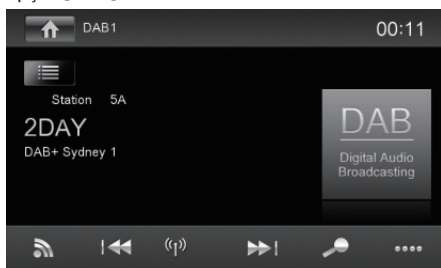 DAB1 00:11
Station 5A
2DAY
DAB+ Sydney 1
DAB
Digital Audio
Broadcasting